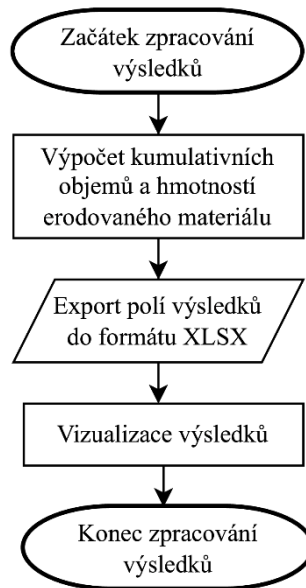 Začátek zpracování
výsledků
Výpočet kumulativních
objemů a hmotností
erodovaného materiálu
Export polí výsledků
do formátu XLSX
Vizualizace výsledků
Konec zpracování
výsledků